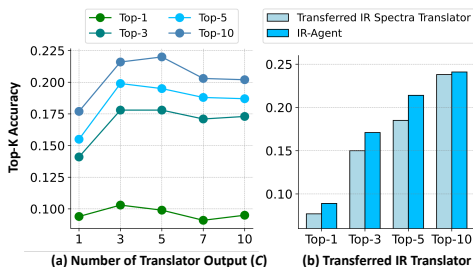 Top-1
Top-3
Top-5
Top-10
Transferred IR Spectra Translator
IR-Agent
Top-K Accuracy
0.225
0.200
0.175
0.150
0.125
0.100
1
3
5
7
10
0.25
0.20
0.15
0.10
Top-1
Top-3
Top-5
Top-10
(a) Number of Translator Output (C)
(b) Transferred IR Translator